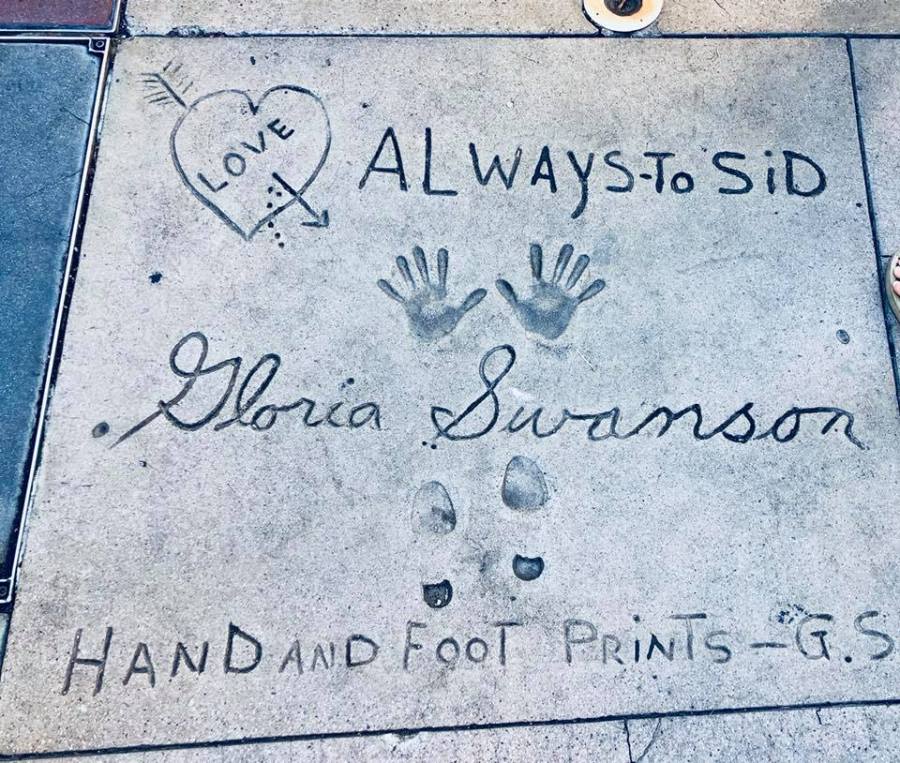 LOVE
ALWAYS-To SiD
Gloria Swanson
HAND AND FOOT PRiNTS - G.S